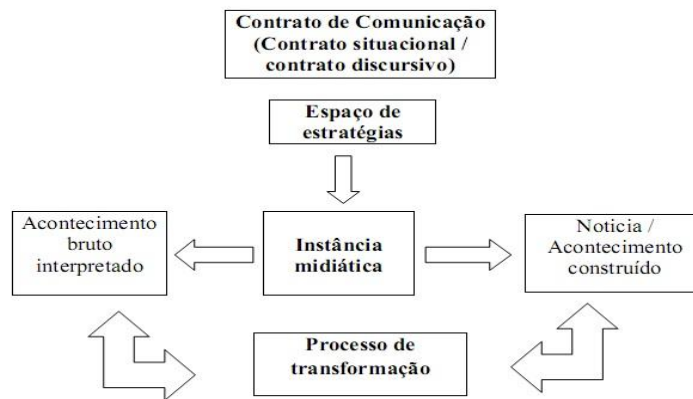 Contrato de Comunicação
(Contrato situacional /
contrato discursivo)
Espaço de
estratégias
Acontecimento
bruto
interpretado
Instância
midiática
Noticia /
Acontecimento
construído
Processo de
transformação